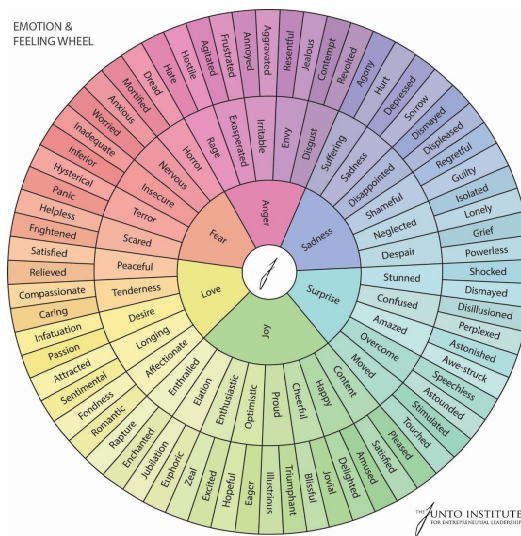 EMOTION &
FEELING WHEEL
Anger
Sadness
Surprise
Joy
Love
Fear
Rage
Exasperated
Irritable
Envy
Disgust
Suffering
Sadness
Disappointed
Shameful
Neglected
Despair
Stunned
Confused
Amazed
Overcome
Moved
Content
Happy
Cheerful
Proud
Optimistic
Enthusiastic
Elation
Enthralled
Affectionate
Longing
Desire
Tenderness
Peaceful
Scared
Terror
Insecure
Nervous
Horror
Hate
Hostile
Agitated
Frustrated
Annoyed
Aggravated
Resentful
Jealous
Contempt
Revolted
Agony
Hurt
Depressed
Sorrow
Dismayed
Displeased
Regretful
Guilty
Isolated
Lonely
Grief
Powerless
Shocked
Dismayed
Disillusioned
Perplexed
Astonished
Awe-struck
Speechless
Astounded
Stimulated
Touched
Pleased
Satisfied
Amused
Delighted
Jovial
Blissful
Triumphant
Illustrious
Eager
Hopeful
Excited
Zeal
Euphoric
Jubilation
Enchanted
Rapture
Romantic
Fondness
Sentimental
Attracted
Passion
Infatuation
Caring
Compassionate
Relieved
Satisfied
Frightened
Helpless
Panic
Hysterical
Inferior
Inadequate
Worried
Anxious
Mortified
Dread
THE JUNTO INSTITUTE
FOR ENTREPRENEURIAL LEADERSHIP